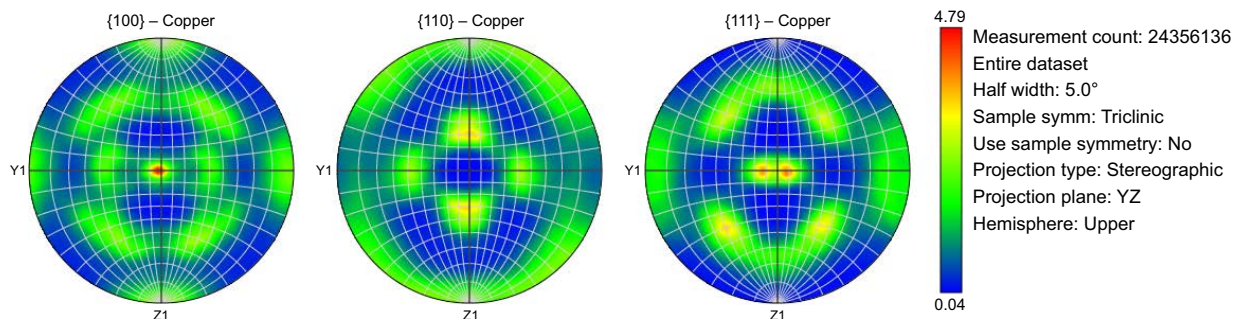 {100} – Copper
{110} – Copper
{111} – Copper
4.79
Measurement count: 24356136
Entire dataset
Half width: 5.0°
Sample symm: Triclinic
Use sample symmetry: No
Projection type: Stereographic
Projection plane: YZ
Hemisphere: Upper
0.04
Y1
Y1
Y1
Z1
Z1
Z1